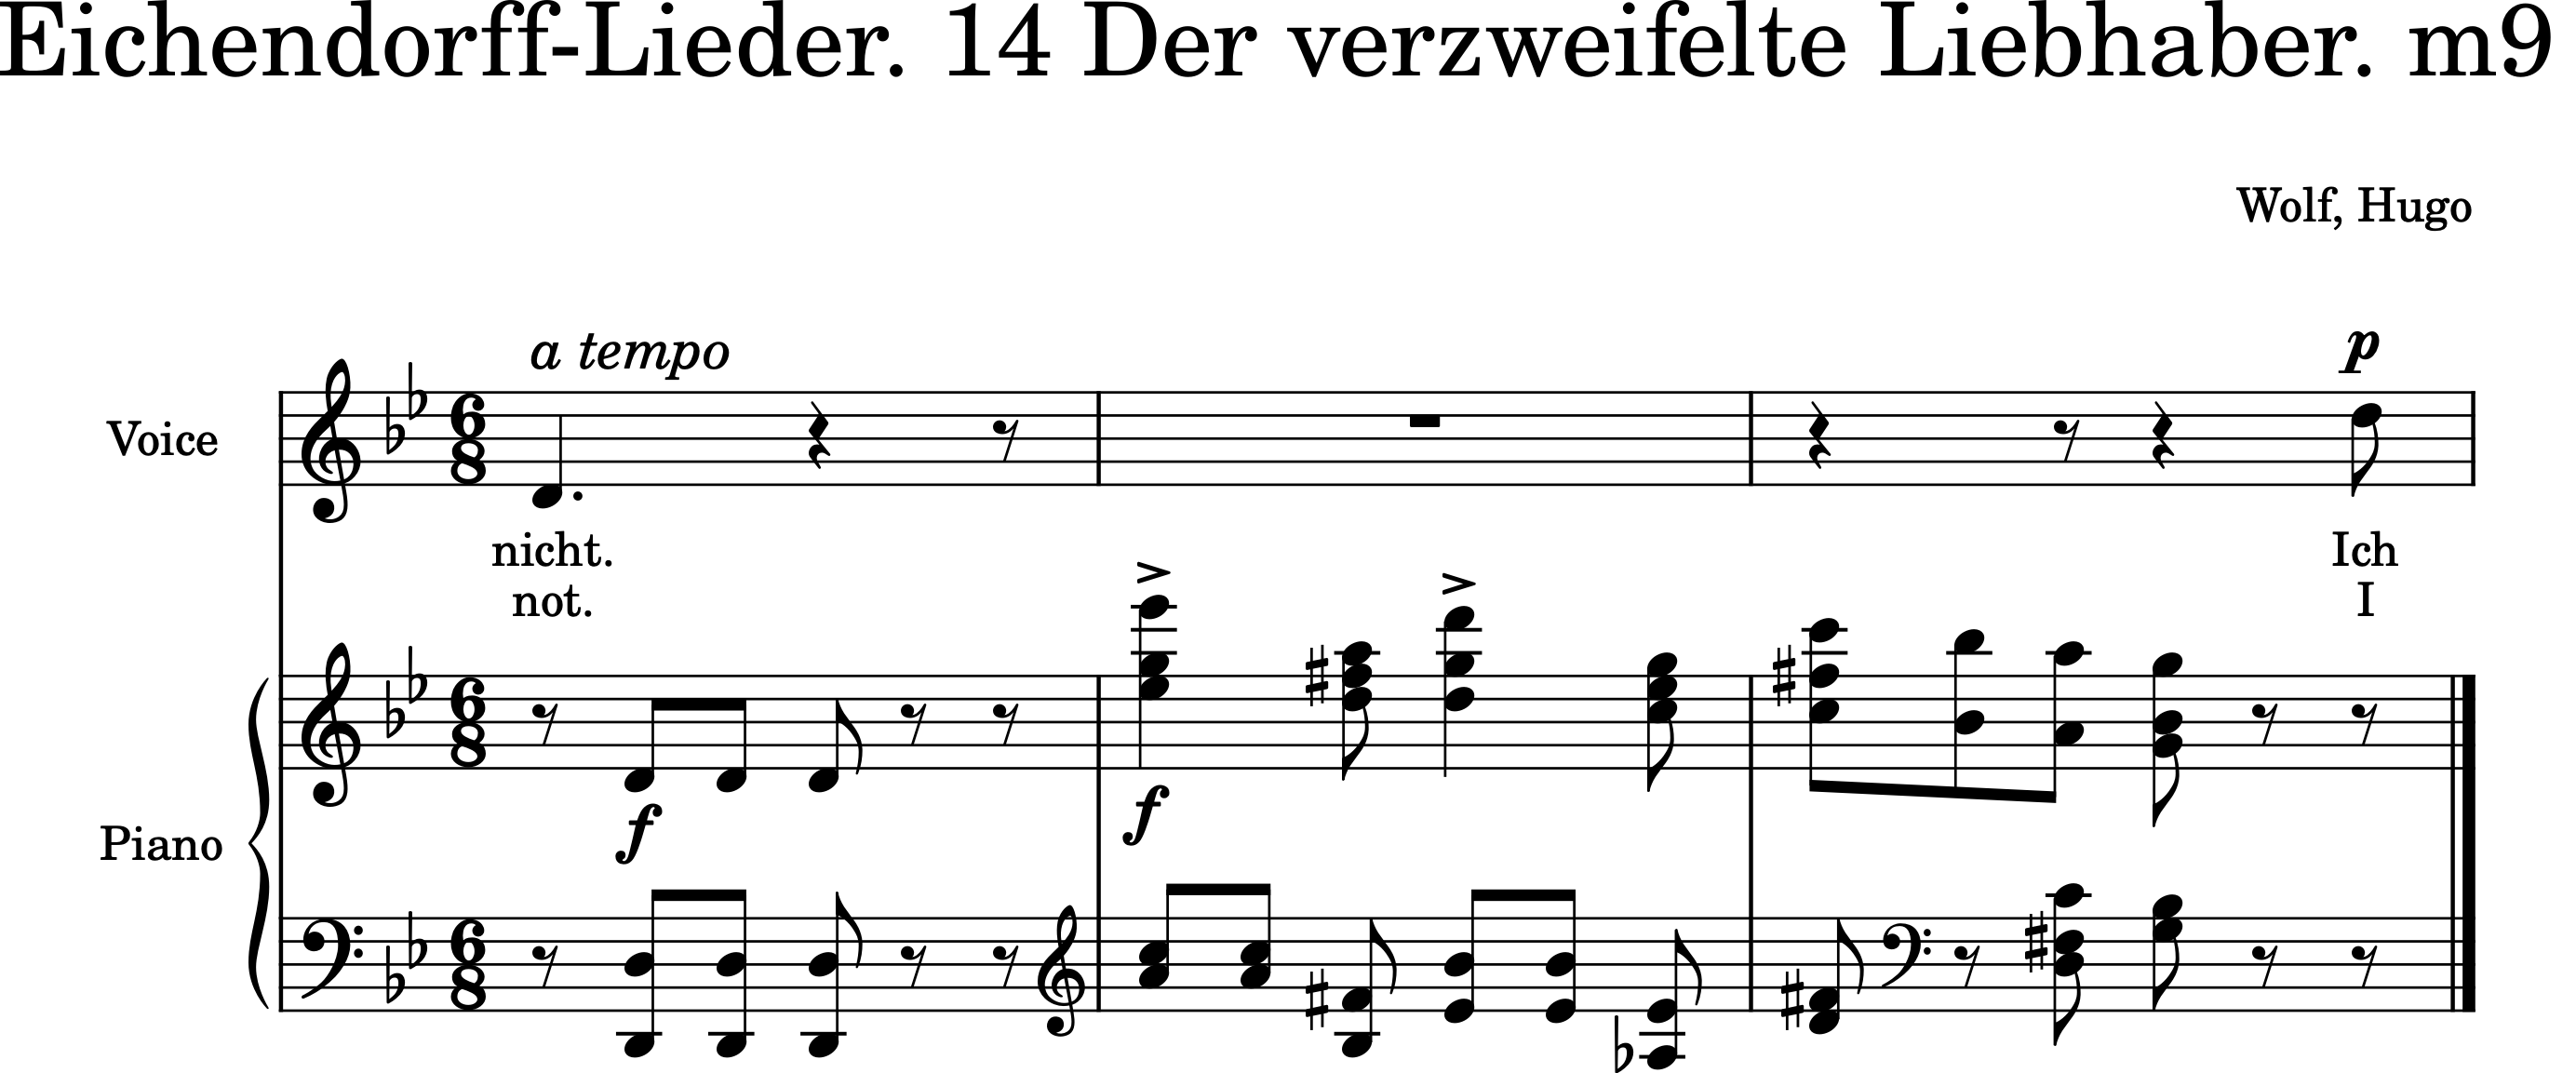 Eichendorff-Lieder. 14 Der verzweifelte Liebhaber. m9
Wolf, Hugo
a tempo
p
Voice
nicht. Ich
not. I
f f
Piano